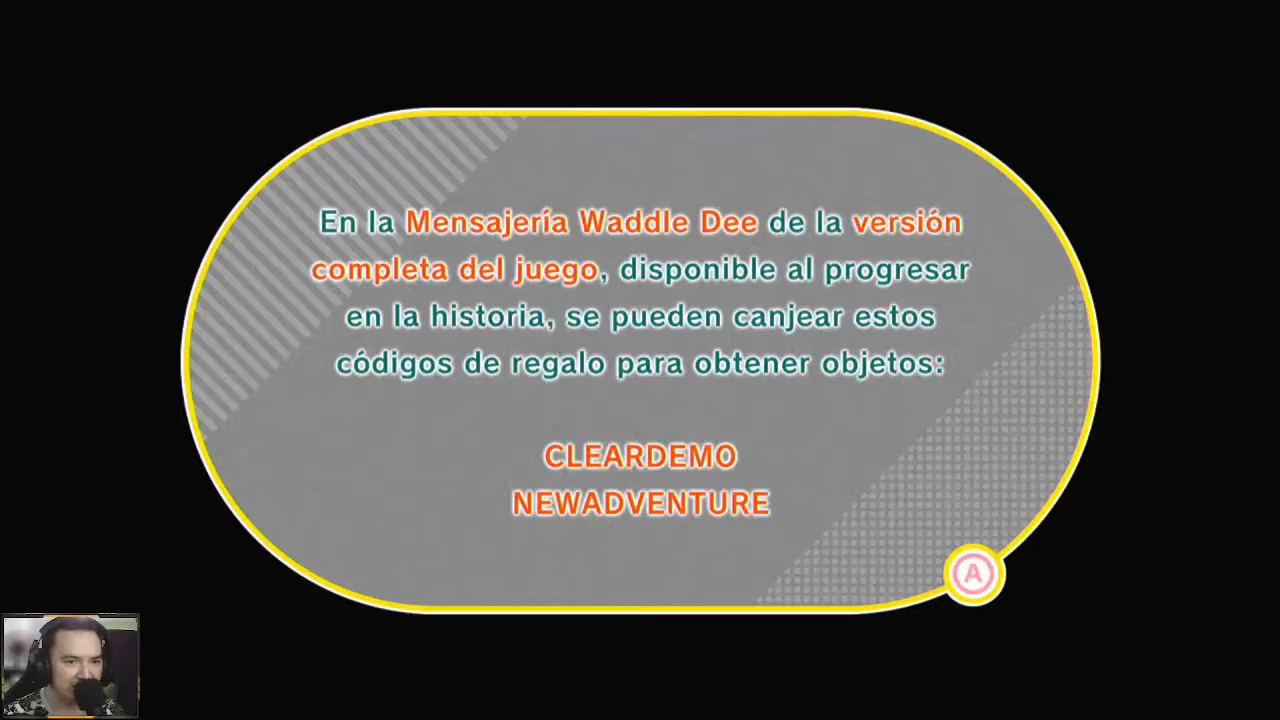 En la Mensajería Waddle Dee de la versión
completa del juego, disponible al progresar
en la historia, se pueden canjear estos
códigos de regalo para obtener objetos:
CLEARDEMO
NEWADVENTURE
A